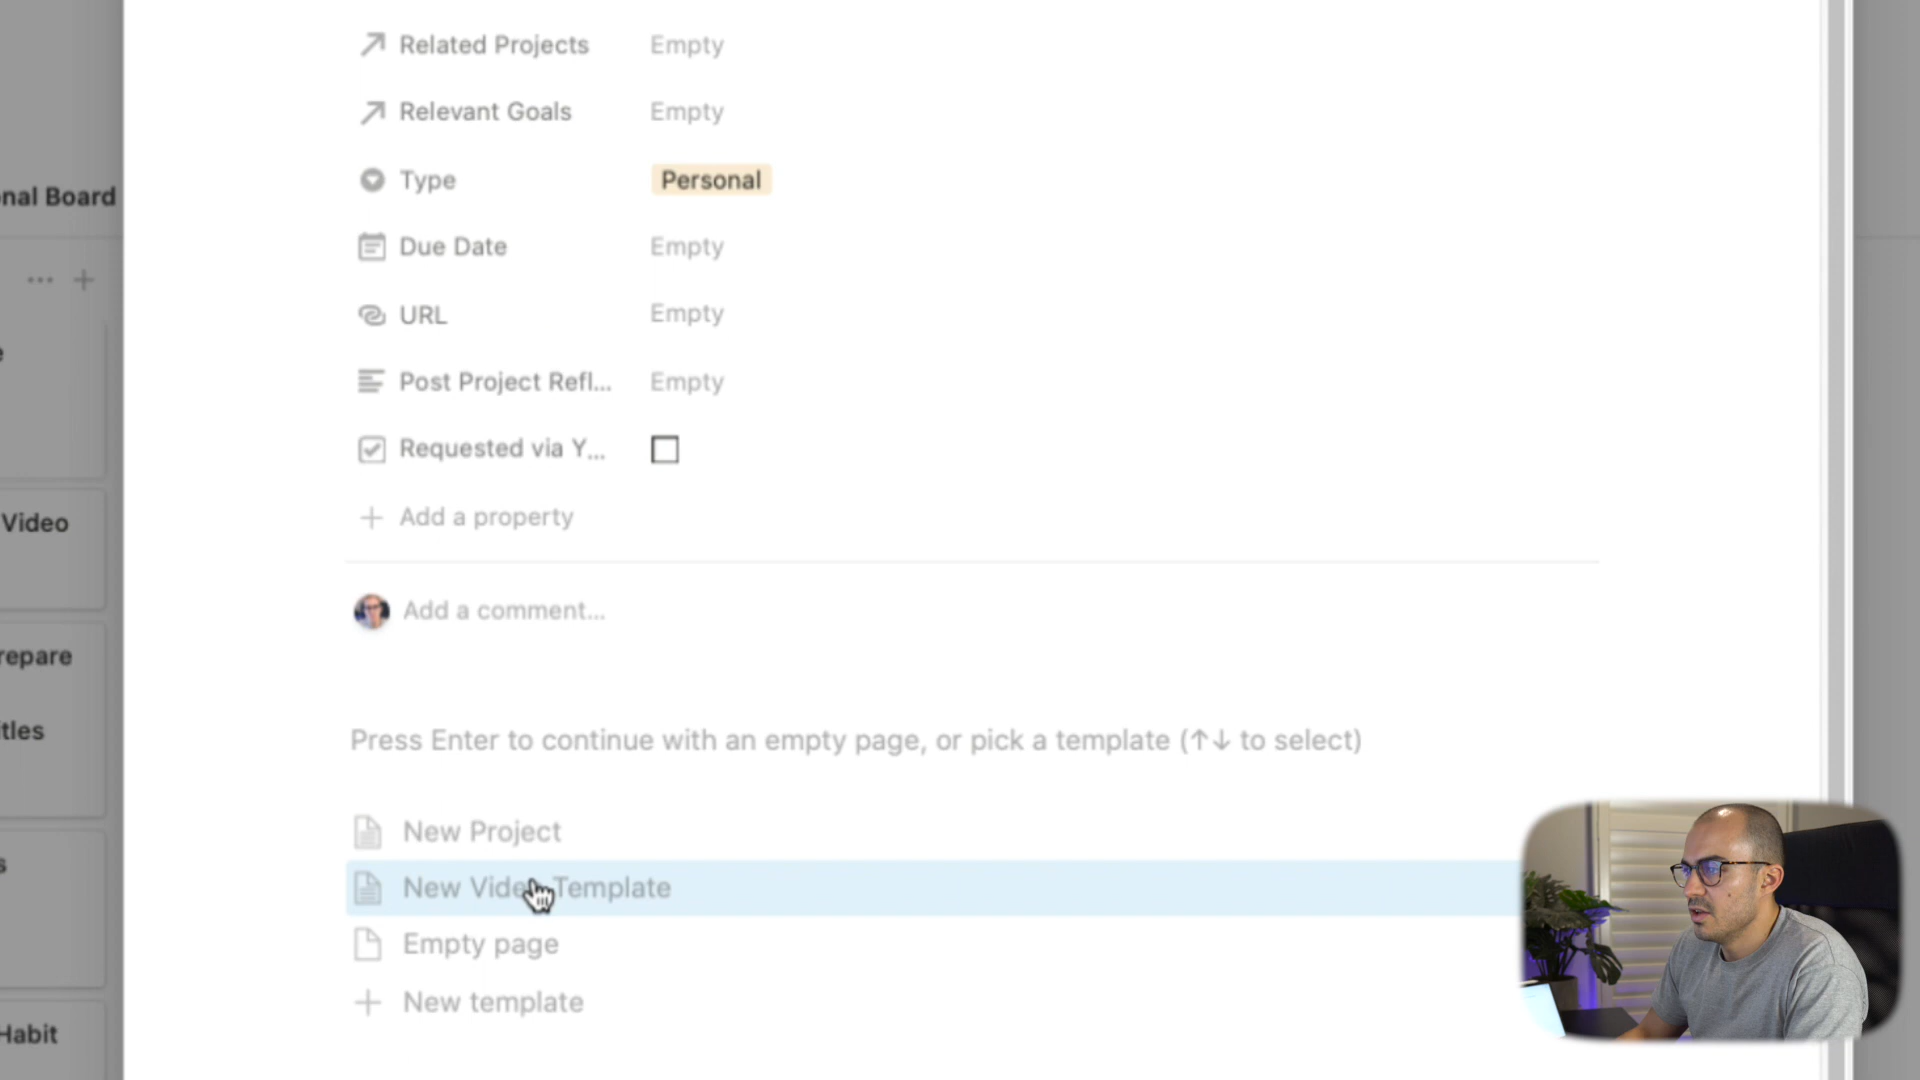 Related Projects Empty
Relevant Goals Empty
Type Personal
Due Date Empty
URL Empty
Post Project Refl... Empty
Requested via Y...
Add a property
Add a comment...
Press Enter to continue with an empty page, or pick a template (↑↓ to select)
New Project
New Video Template
Empty page
New template
nal Board
Video
repare
itles
s
Habit